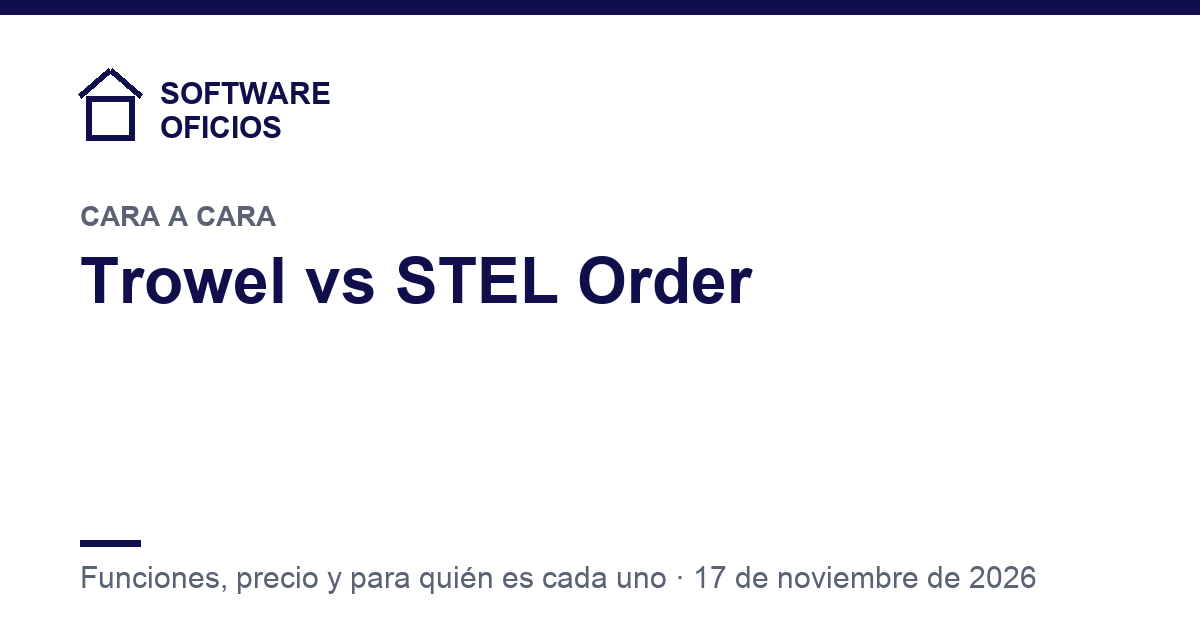 SOFTWARE
OFICIOS
CARA A CARA
Trowel vs STEL Order
Funciones, precio y para quién es cada uno · 17 de noviembre de 2026